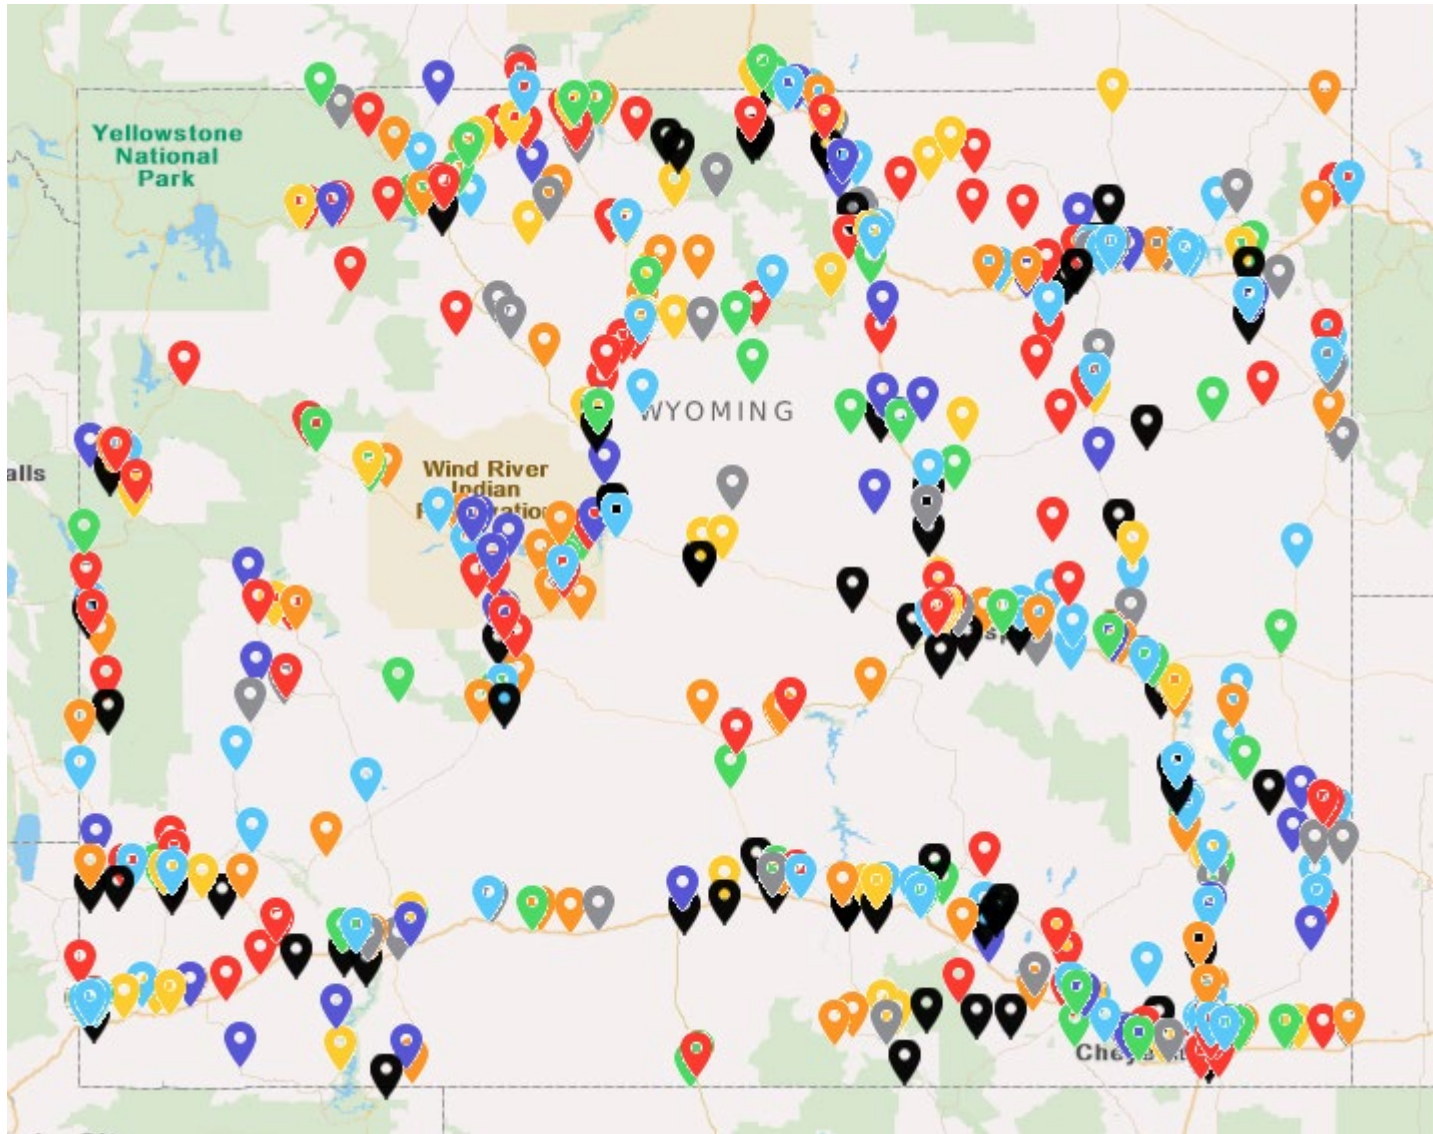 Yellowstone
National
Park
WYOMING
alls
Wind River
Indian